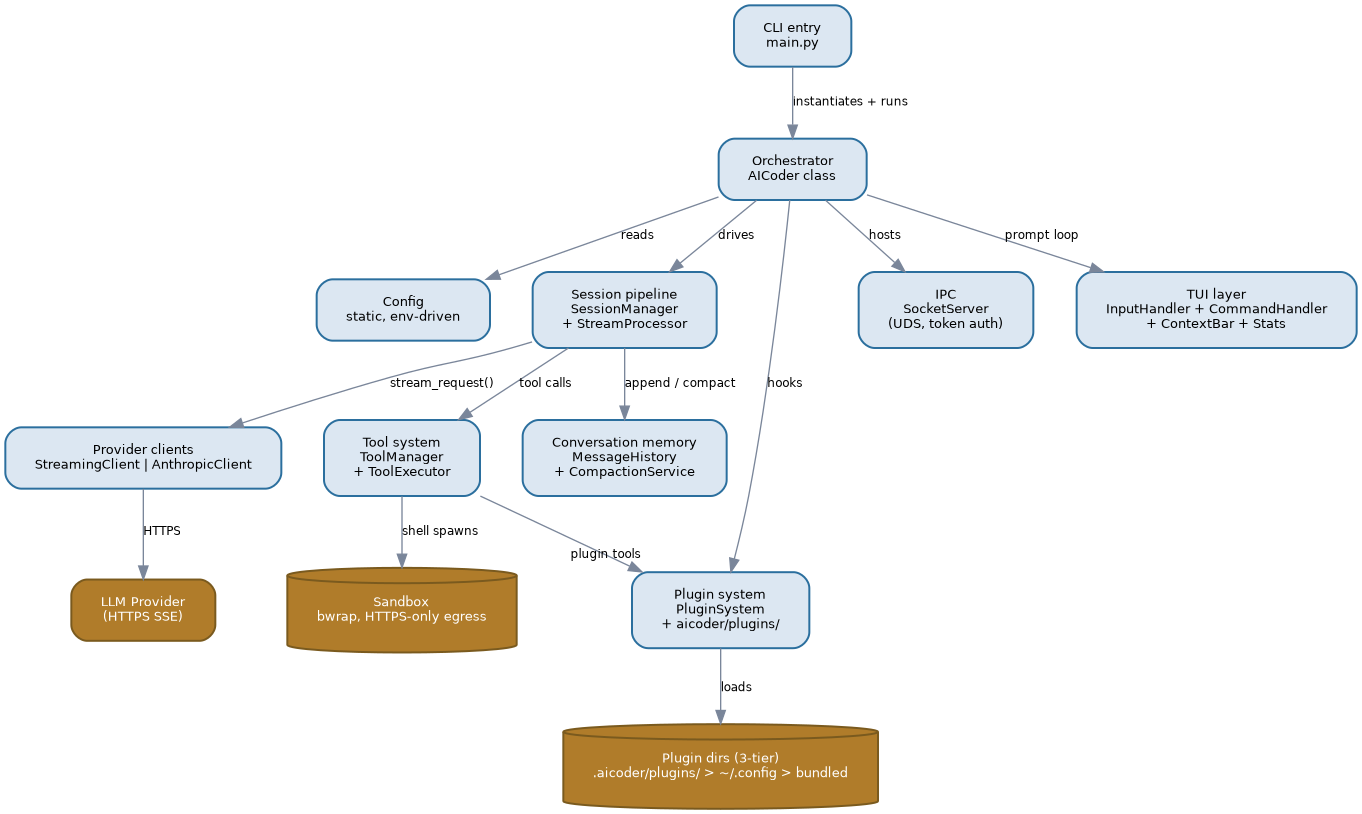 CLI entry
main.py
instantiates + runs
Orchestrator
AICoder class
reads
drives
hosts
prompt loop
Config
static, env-driven
Session pipeline
SessionManager
+ StreamProcessor
IPC
SocketServer
(UDS, token auth)
TUI layer
InputHandler + CommandHandler
+ ContextBar + Stats
stream_request()
tool calls
append / compact
hooks
Provider clients
StreamingClient | AnthropicClient
Tool system
ToolManager
+ ToolExecutor
Conversation memory
MessageHistory
+ CompactionService
HTTPS
shell spawns
plugin tools
LLM Provider
(HTTPS SSE)
Sandbox
bwrap, HTTPS-only egress
Plugin system
PluginSystem
+ aicoder/plugins/
loads
Plugin dirs (3-tier)
.aicoder/plugins/ > ~/.config > bundled